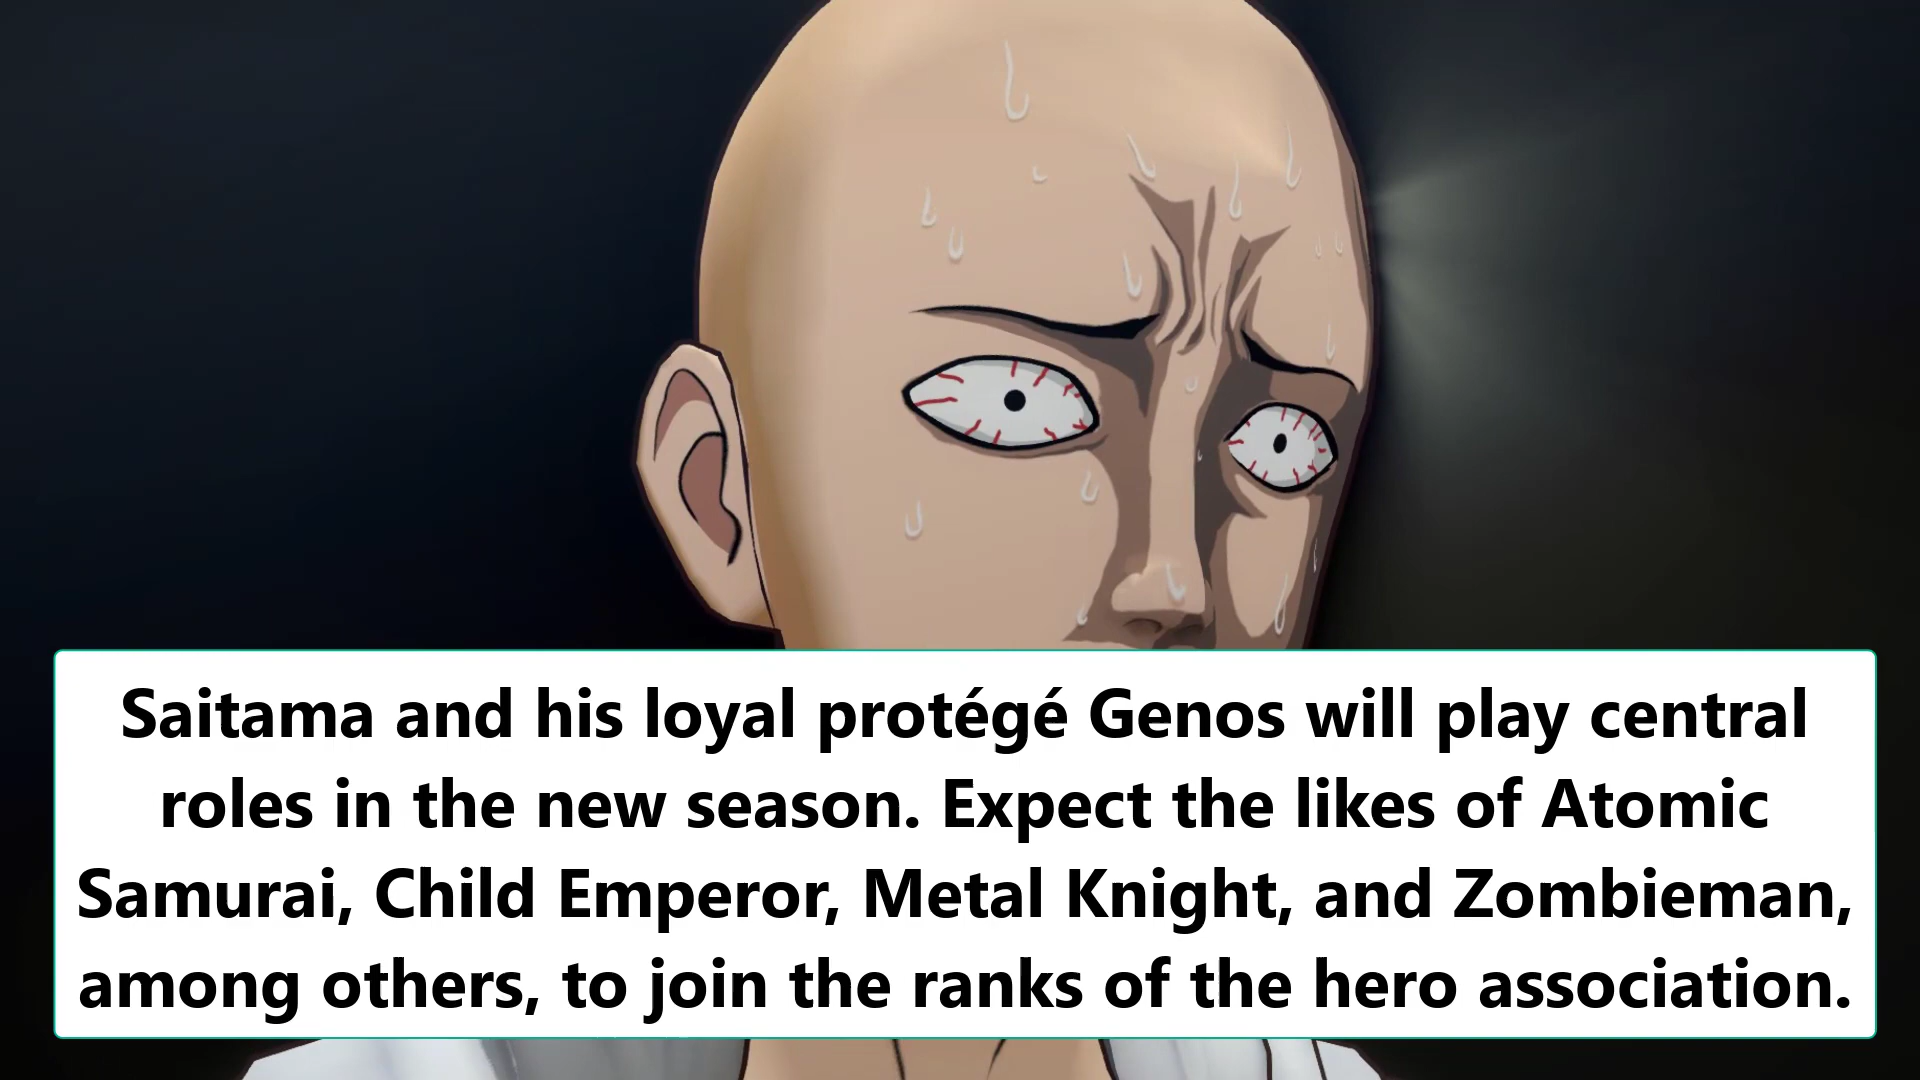 Saitama and his loyal protégé Genos will play central
roles in the new season. Expect the likes of Atomic
Samurai, Child Emperor, Metal Knight, and Zombieman,
among others, to join the ranks of the hero association.